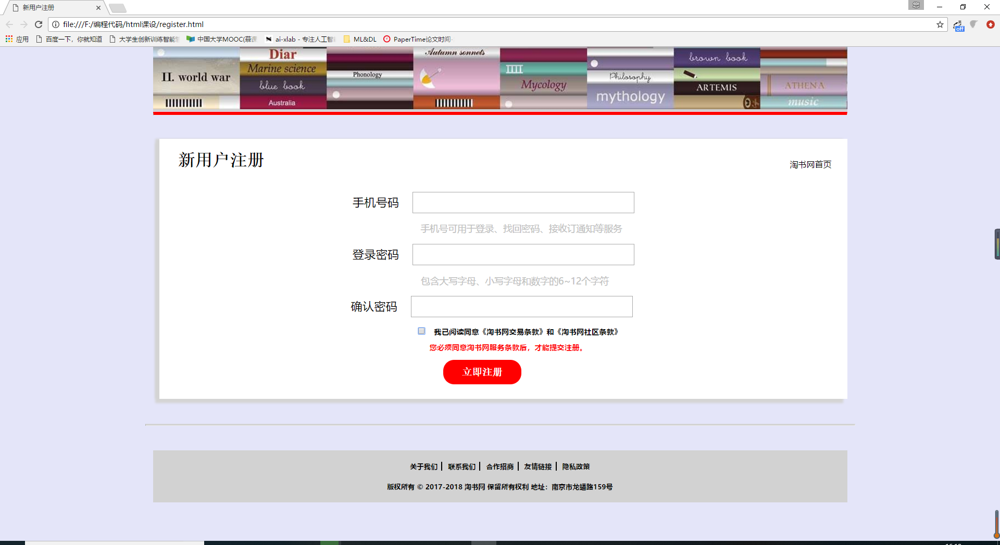 新用户注册
您
file:///F:/编程代码/html课设/register.html
应用 百度一下，你就知道 大学生创新训练智能 中国大学MOOC(慕课 ai-xlab - 专注人工智 ML&DL PaperTime论文时间-
off
II. world war
Diar
Marine science
blue book
Australia
Phonology
Autumn sonnets
IIII
Mycology
Philosophy
mythology
brown book
ARTEMIS
ATHENA
music
新用户注册
淘书网首页
手机号码
手机号可用于登录、找回密码、接收订通知等服务
登录密码
包含大写字母、小写字母和数字的6~12个字符
确认密码
我已阅读同意《淘书网交易条款》和《淘书网社区条款》
您必须同意淘书网服务条款后，才能提交注册。
立即注册
关于我们 联系我们 合作招商 友情链接 隐私政策
版权所有 © 2017-2018 淘书网 保留所有权利 地址：南京市龙蟠路159号